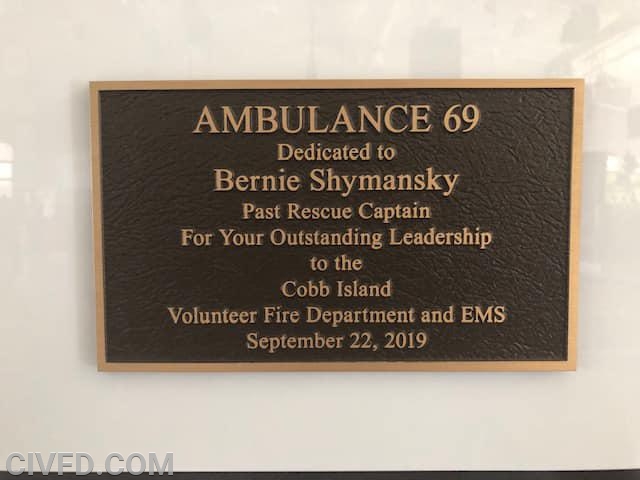 AMBULANCE 69
Dedicated to
Bernie Shymansky
Past Rescue Captain
For Your Outstanding Leadership
to the
Cobb Island
Volunteer Fire Department and EMS
September 22, 2019
CIVFD.COM